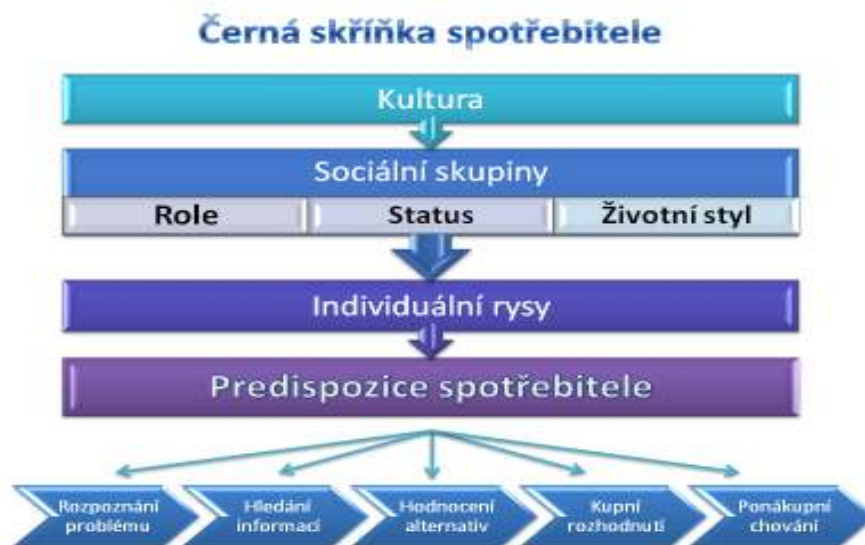 Černá skříňka spotřebitele
Kultura
Sociální skupiny
Role Status Životní styl
Individuální rysy
Predispozice spotřebitele
Rozpoznání Hledání Hodnocení Kupní Ponákupní
problému informací alternativ rozhodnutí chování